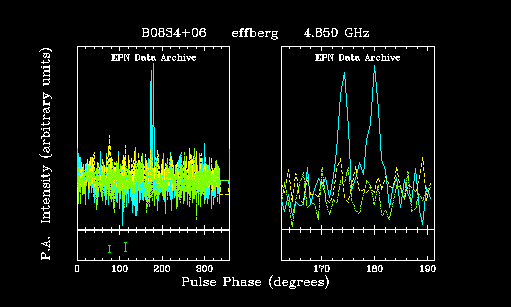 B0834+06 effberg 4.850 GHz
EPN Data Archive EPN Data Archive
P.A. Intensity (arbitrary units)
0 100 200 300 170 180 190
Pulse Phase (degrees)